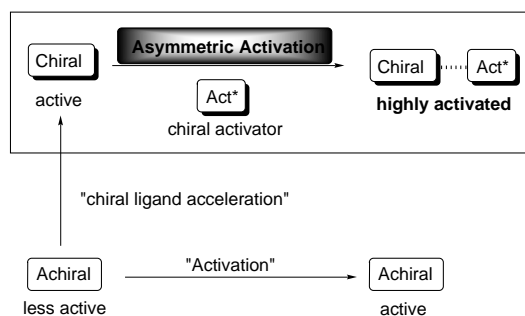 Asymmetric Activation
Chiral
active
Act*
chiral activator
Chiral
Act*
highly activated
"chiral ligand acceleration"
Achiral
less active
"Activation"
Achiral
active